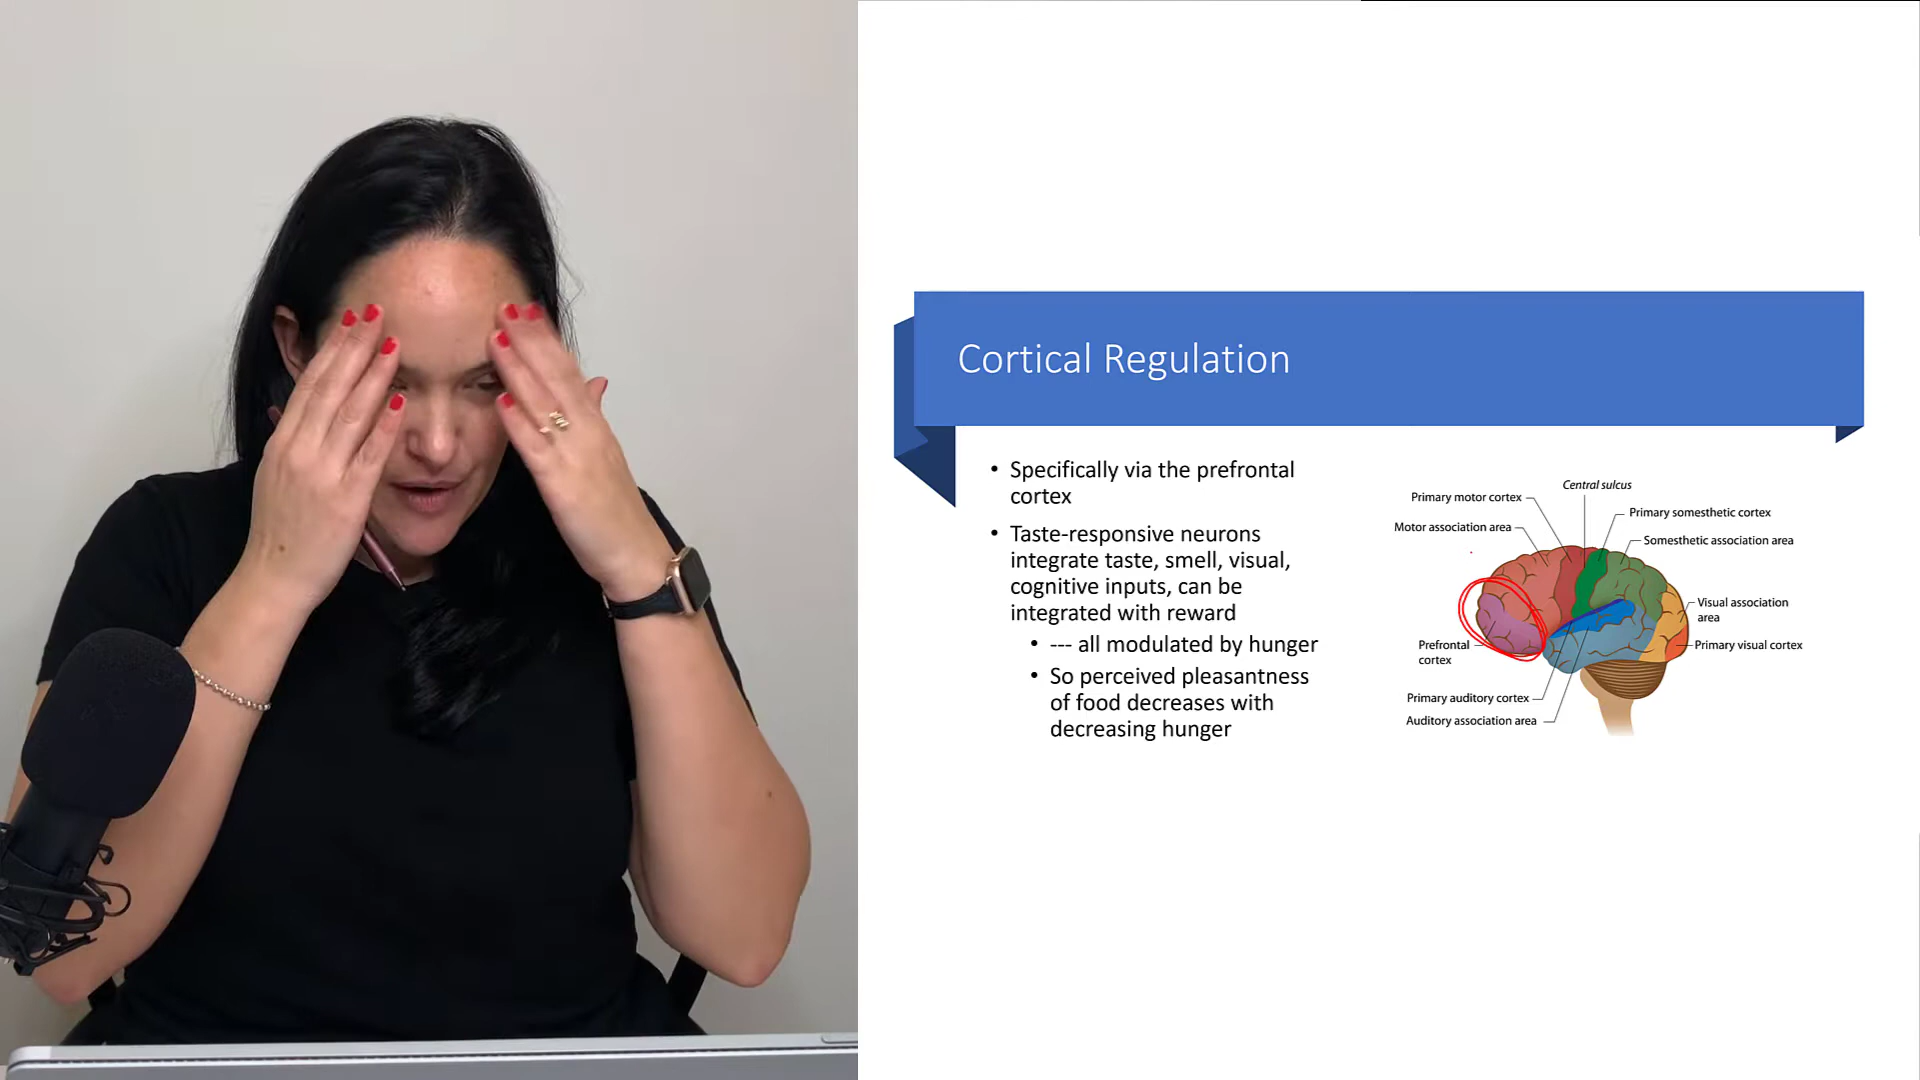 Cortical Regulation
• Specifically via the prefrontal
cortex
• Taste-responsive neurons
integrate taste, smell, visual,
cognitive inputs, can be
integrated with reward
• --- all modulated by hunger
• So perceived pleasantness
of food decreases with
decreasing hunger
Central sulcus
Primary motor cortex
Primary somesthetic cortex
Motor association area
Somesthetic association area
Visual association
area
Prefrontal
cortex
Primary visual cortex
Primary auditory cortex
Auditory association area